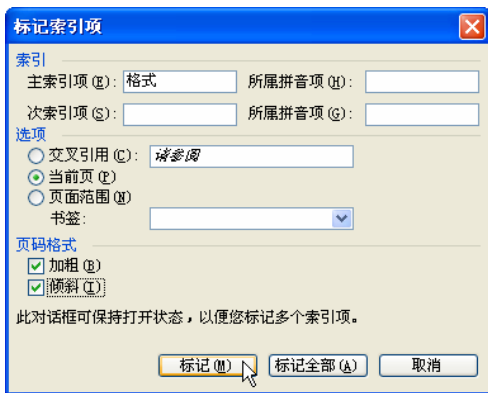 标记索引项
索引
主索引项(E): 格式 所属拼音项(H):
次索引项(S): 所属拼音项(G):
选项
交叉引用(C): 请参阅
当前页(P)
页面范围(N)
书签:
页码格式
加粗(B)
倾斜(I)
此对话框可保持打开状态,以便您标记多个索引项。
标记(M) 标记全部(A) 取消